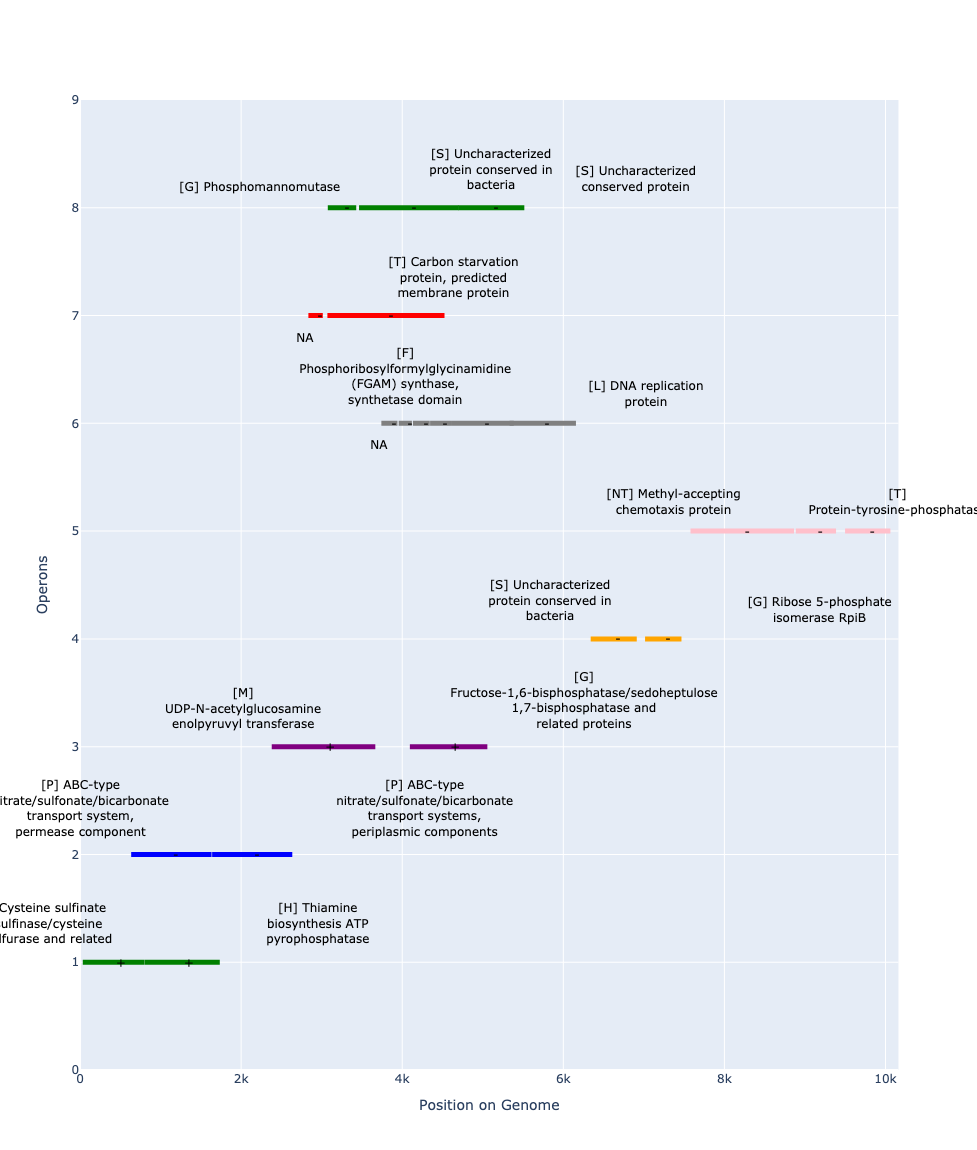 9
[S] Uncharacterized
protein conserved in
bacteria
[S] Uncharacterized
conserved protein
[G] Phosphomannomutase
8
[T] Carbon starvation
protein, predicted
membrane protein
7
NA
[F]
Phosphoribosylformylglycinamidine
(FGAM) synthase,
synthetase domain
[L] DNA replication
protein
6
NA
[NT] Methyl-accepting
chemotaxis protein
[T]
Protein-tyrosine-phosphatas
5
[S] Uncharacterized
protein conserved in
bacteria
[G] Ribose 5-phosphate
isomerase RpiB
4
[M]
UDP-N-acetylglucosamine
enolpyruvyl transferase
[G]
Fructose-1,6-bisphosphatase/sedoheptulose
1,7-bisphosphatase and
related proteins
3
[P] ABC-type
itrate/sulfonate/bicarbonate
transport system,
permease component
[P] ABC-type
nitrate/sulfonate/bicarbonate
transport systems,
periplasmic components
2
Cysteine sulfinate
ulfinase/cysteine
lfurase and related
[H] Thiamine
biosynthesis ATP
pyrophosphatase
1
0
0 2k 4k 6k 8k 10k
Position on Genome
Operons